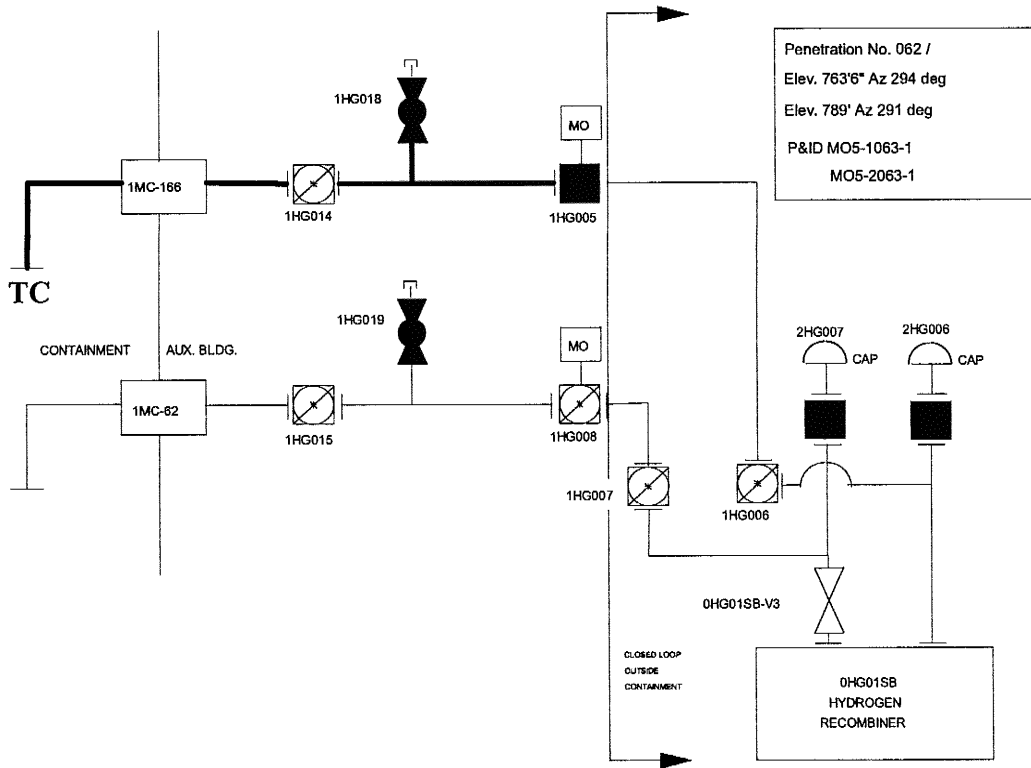 Penetration No. 062 /
Elev. 763'6" Az 294 deg
Elev. 789' Az 291 deg
P&ID MO5-1063-1
MO5-2063-1
1HG018
MO
1MC-166
1HG014
1HG005
TC
1HG019
CONTAINMENT
AUX. BLDG.
MO
1MC-62
1HG015
1HG008
2HG007
CAP
2HG006
CAP
1HG007
1HG006
0HG01SB-V3
CLOSED LOOP
OUTSIDE
CONTAINMENT
0HG01SB
HYDROGEN
RECOMBINER